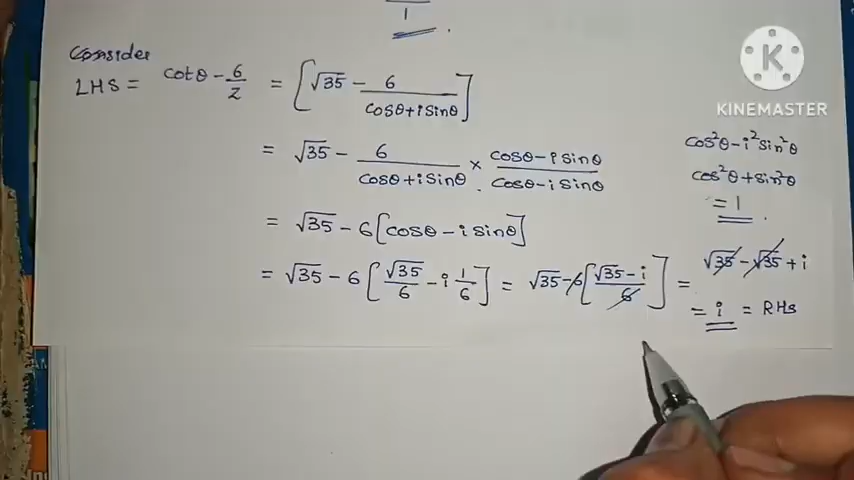 1
Consider
LHS = cotθ - 6/z = [√35 - 6/(cosθ+isinθ)]
= √35 - 6/(cosθ+isinθ) × (cosθ-isinθ)/(cosθ-isinθ)
= √35 - 6[cosθ - isinθ]
= √35 - 6[√35/6 - i 1/6] = √35 - 6[(√35 - i)/6] = √35 - √35 + i
= i = RHS
K
KINEMASTER
cos²θ - i²sin²θ
cos²θ + sin²θ
= 1